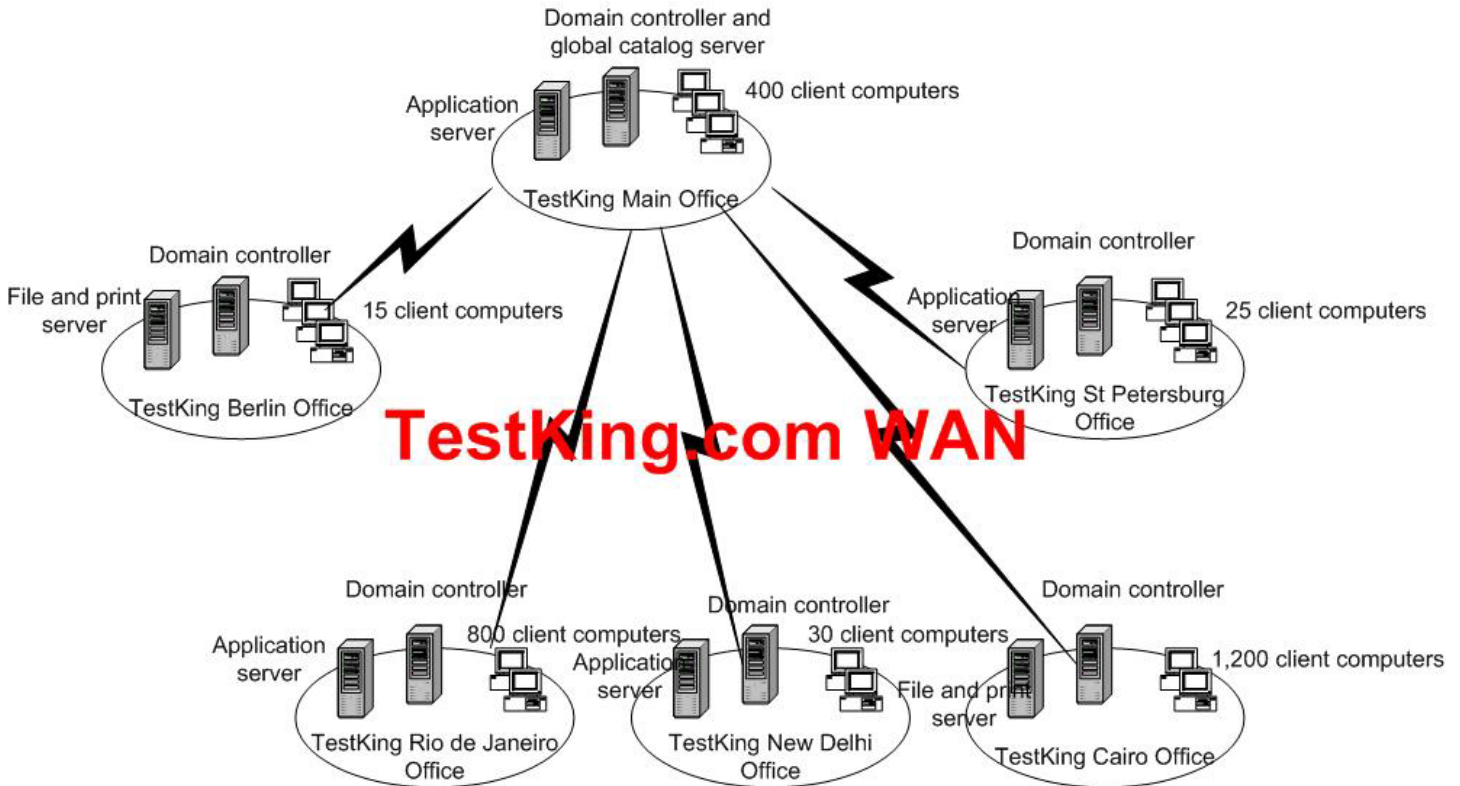 Domain controller and
global catalog server
Application
server
400 client computers
TestKing Main Office
Domain controller
File and print
server
15 client computers
TestKing Berlin Office
Domain controller
Application
server
25 client computers
TestKing St Petersburg
Office
TestKing.com WAN
Domain controller
Application
server
800 client computers
TestKing Rio de Janeiro
Office
Domain controller
Application
server
30 client computers
TestKing New Delhi
Office
Domain controller
File and print
server
1,200 client computers
TestKing Cairo Office